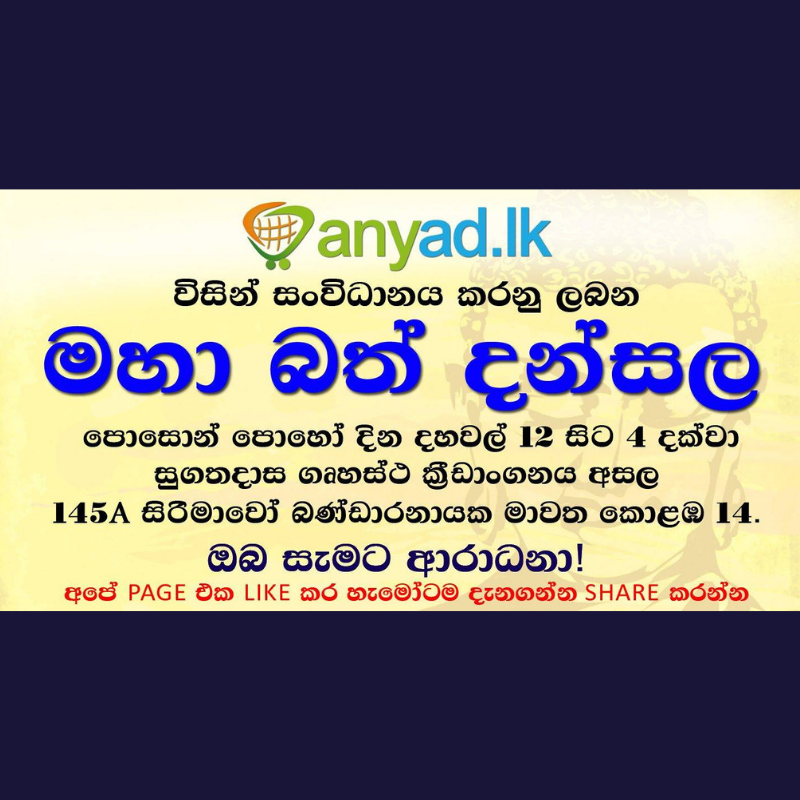 anyad.lk
විසින් සංවිධානය කරනු ලබන
මහා බත් දන්සල
පොසොන් පොහෝ දින දහවල් 12 සිට 4 දක්වා
සුගතදාස ගෘහස්ථ ක්‍රීඩාංගනය අසල
145A සිරිමාවෝ බණ්ඩාරනායක මාවත කොළඹ 14.
ඔබ සැමට ආරාධනා!
අපේ PAGE එක LIKE කර හැමෝටම දැනගන්න SHARE කරන්න